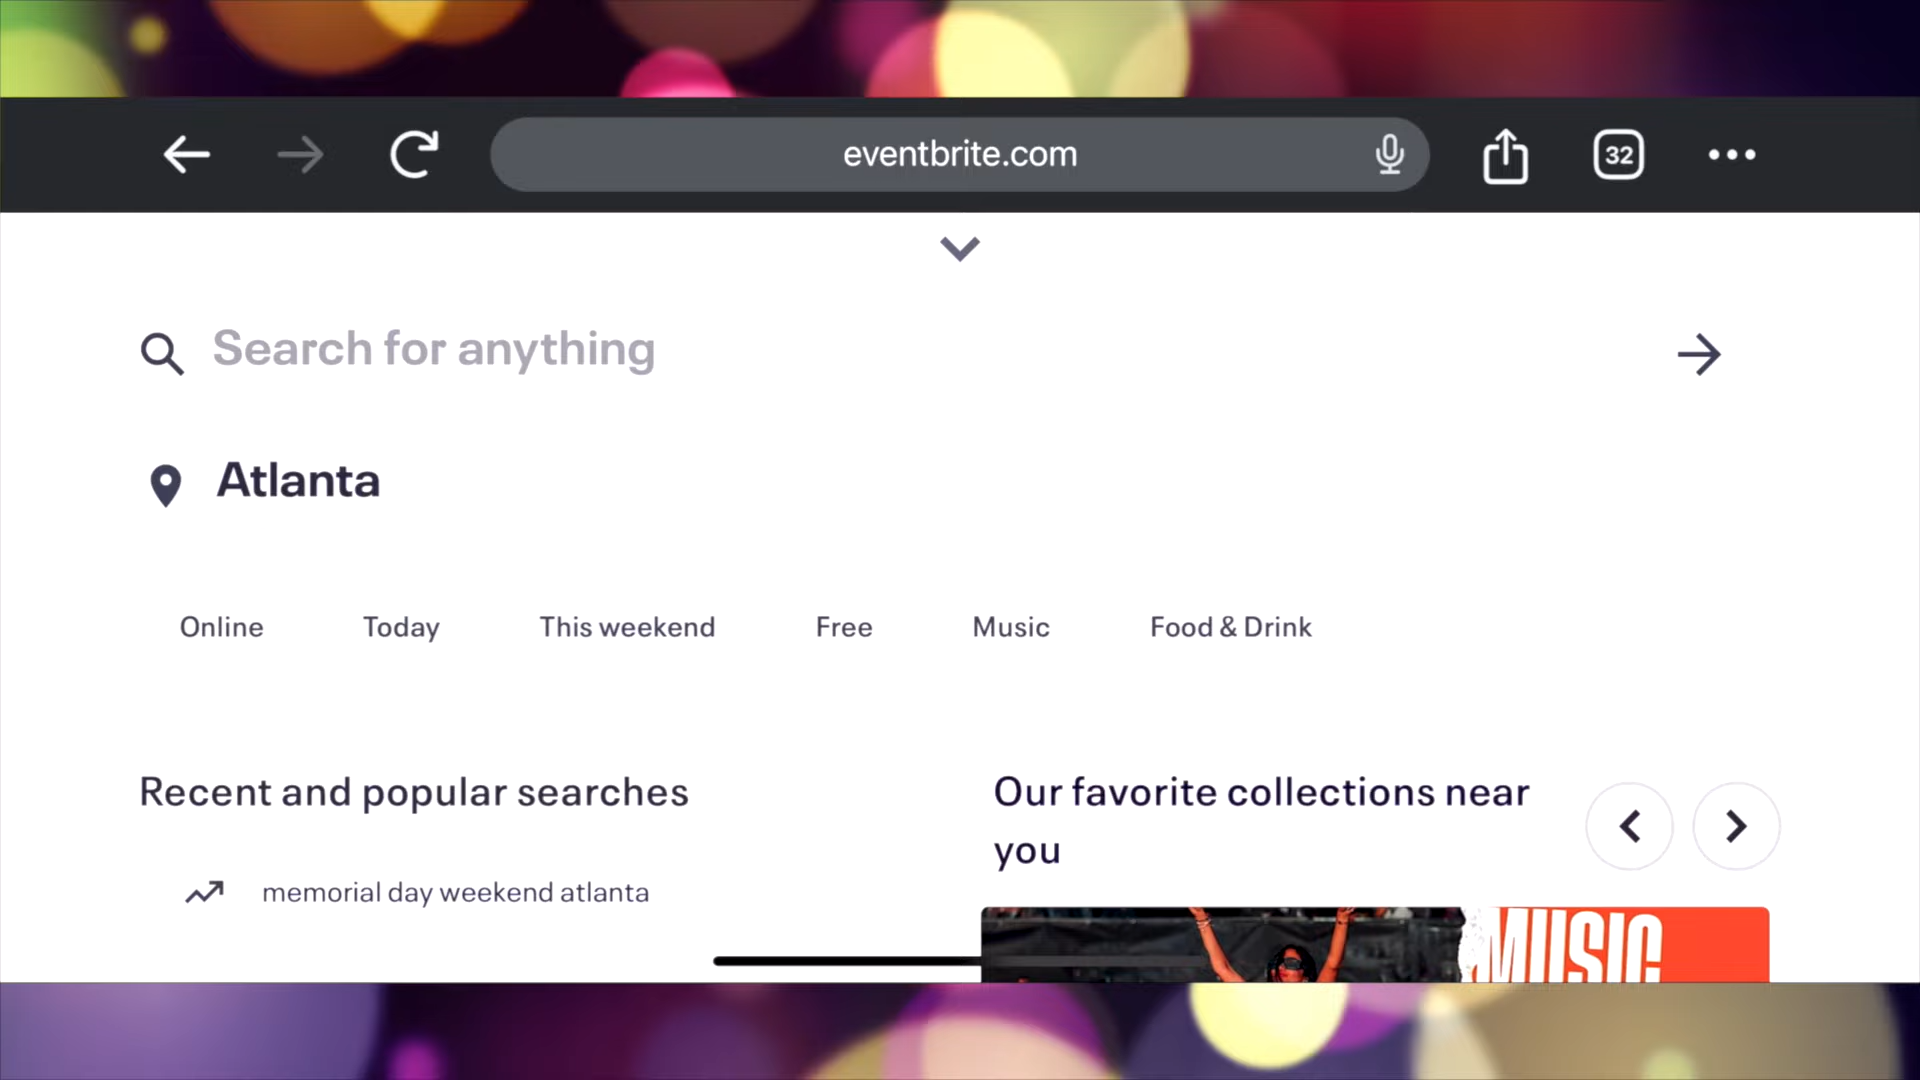 eventbrite.com
32
Search for anything
Atlanta
Online Today This weekend Free Music Food & Drink
Recent and popular searches
Our favorite collections near
you
memorial day weekend atlanta
MUSIC